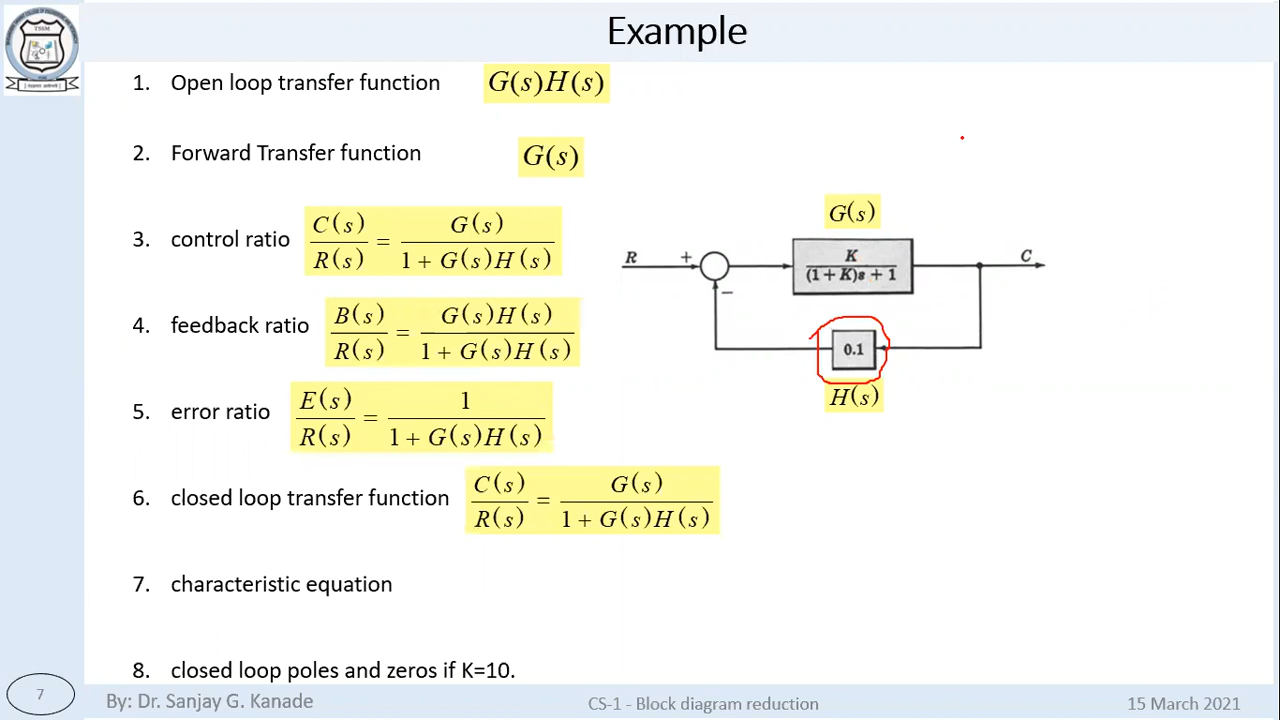 Example
TSSM
1. Open loop transfer function G(s)H(s)
2. Forward Transfer function G(s)
3. control ratio C(s)/R(s) = G(s)/(1 + G(s)H(s))
4. feedback ratio B(s)/R(s) = G(s)H(s)/(1 + G(s)H(s))
5. error ratio E(s)/R(s) = 1/(1 + G(s)H(s))
6. closed loop transfer function C(s)/R(s) = G(s)/(1 + G(s)H(s))
7. characteristic equation
8. closed loop poles and zeros if K=10.
G(s)
R + K/((1 + K)s + 1) C
−
0.1
H(s)
7 By: Dr. Sanjay G. Kanade CS-1 - Block diagram reduction 15 March 2021